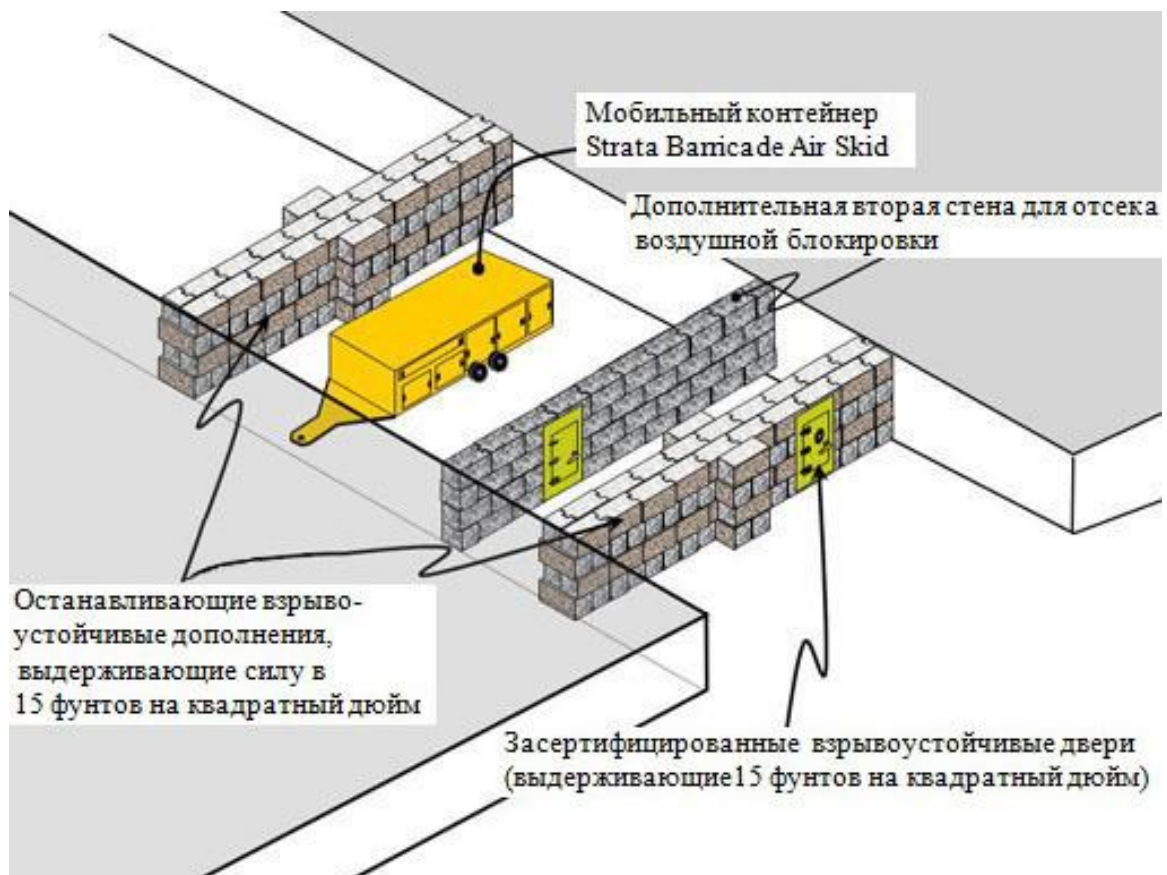 Мобильный контейнер
Strata Barricade Air Skid
Дополнительная вторая стена для отсека
воздушной блокировки
Останавливающие взрыво-
устойчивые дополнения,
выдерживающие силу в
15 фунтов на квадратный дюйм
Засертифицированные взрывоустойчивые двери
(выдерживающие15 фунтов на квадратный дюйм)